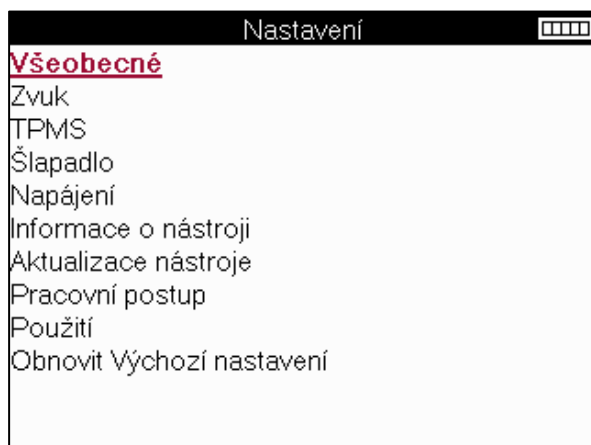 Nastavení
Všeobecné
Zvuk
TPMS
Šlapadlo
Napájení
Informace o nástroji
Aktualizace nástroje
Pracovní postup
Použití
Obnovit Výchozí nastavení